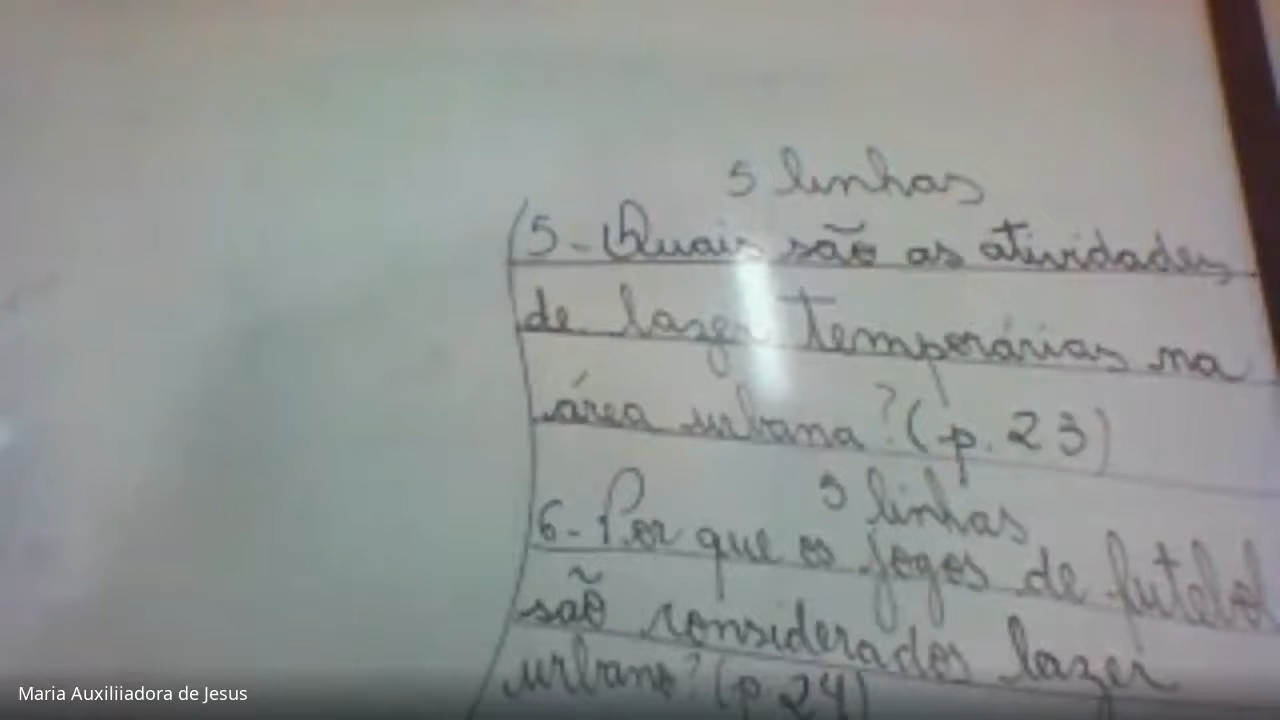 5 linhas
5- Quais são as atividades
de lazer temporárias na
área urbana? (p. 23)
5 linhas
6- Por que os jogos de futebol
são considerados lazer
urbano? (p. 24)
Maria Auxiliiadora de Jesus